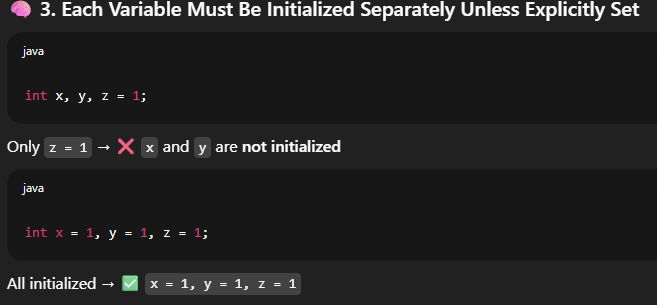 🧠 3. Each Variable Must Be Initialized Separately Unless Explicitly Set
java
int x, y, z = 1;
Only z = 1 → ❌ x and y are not initialized
java
int x = 1, y = 1, z = 1;
All initialized → ✅ x = 1, y = 1, z = 1